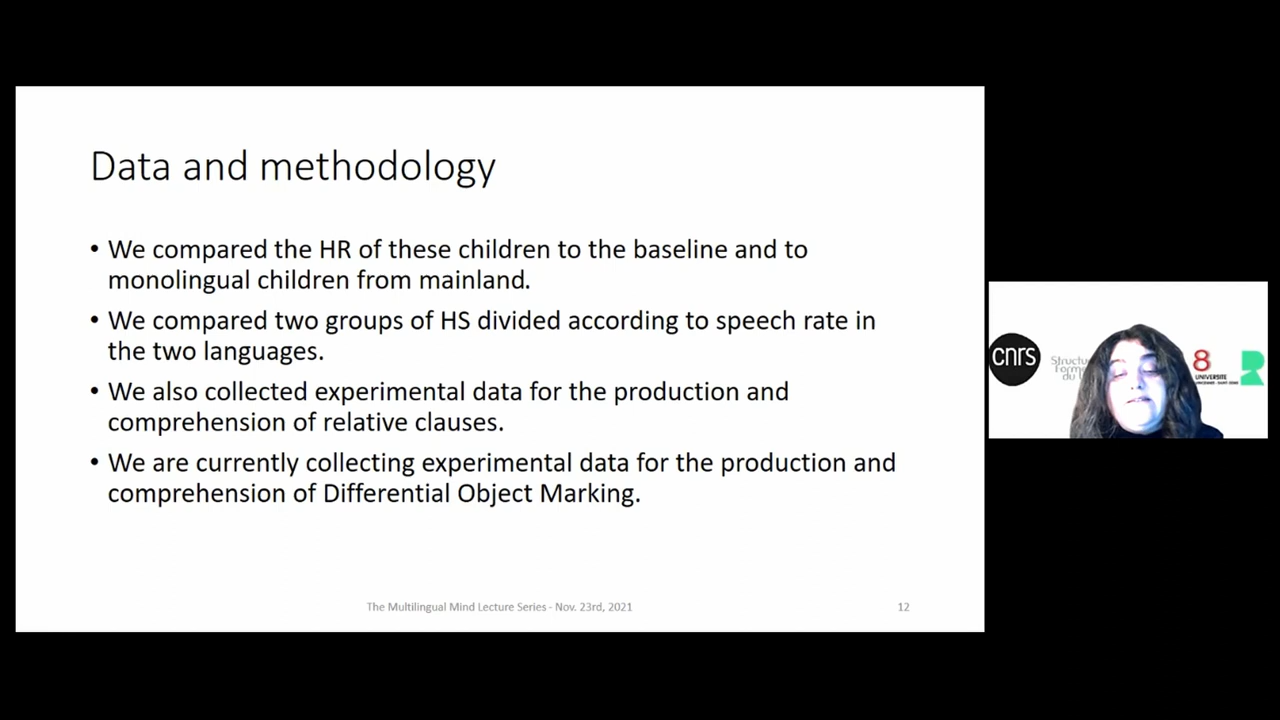 Data and methodology
• We compared the HR of these children to the baseline and to
monolingual children from mainland.
• We compared two groups of HS divided according to speech rate in
the two languages.
• We also collected experimental data for the production and
comprehension of relative clauses.
• We are currently collecting experimental data for the production and
comprehension of Differential Object Marking.
The Multilingual Mind Lecture Series - Nov. 23rd, 2021
12
cnrs
8
UNIVERSITE